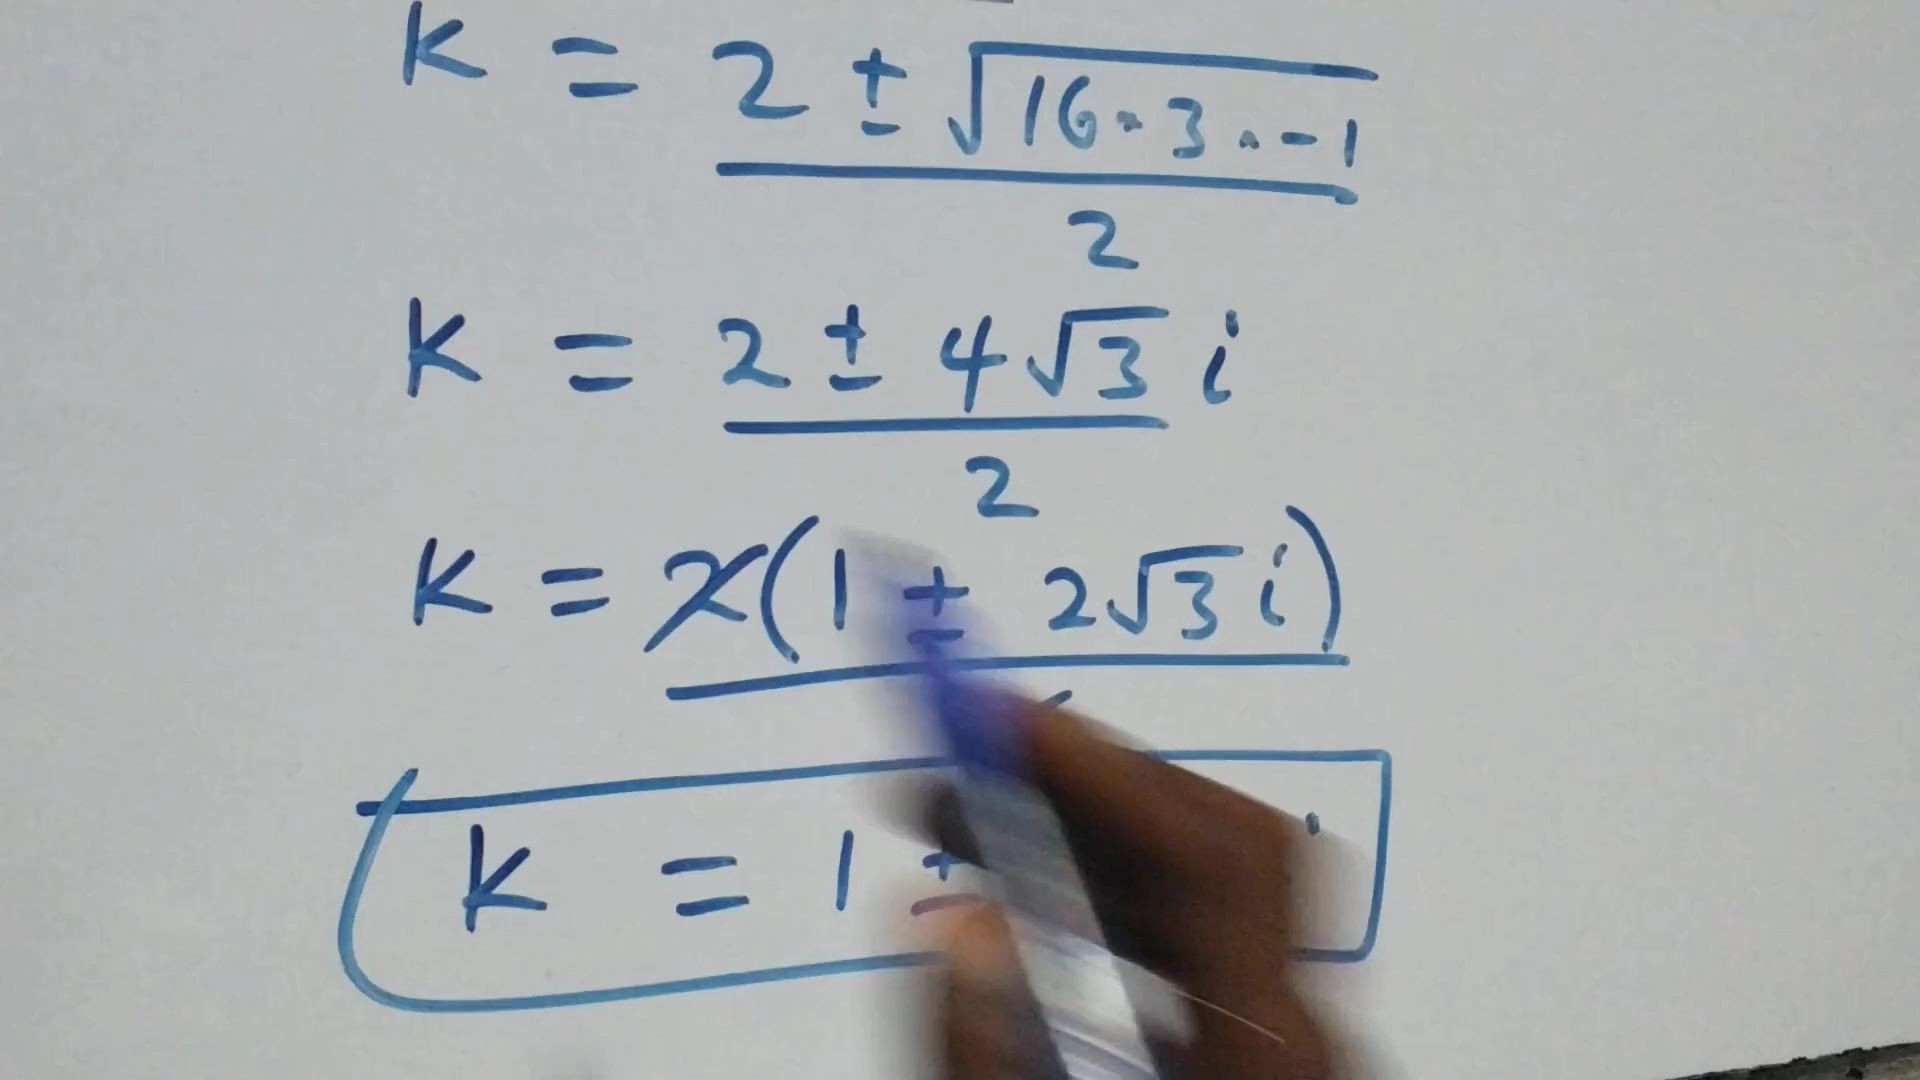 K = 2 ± √16·3·-1
2
K = 2 ± 4√3 i
2
K = 2(1 ± 2√3 i)
k = 1 ±